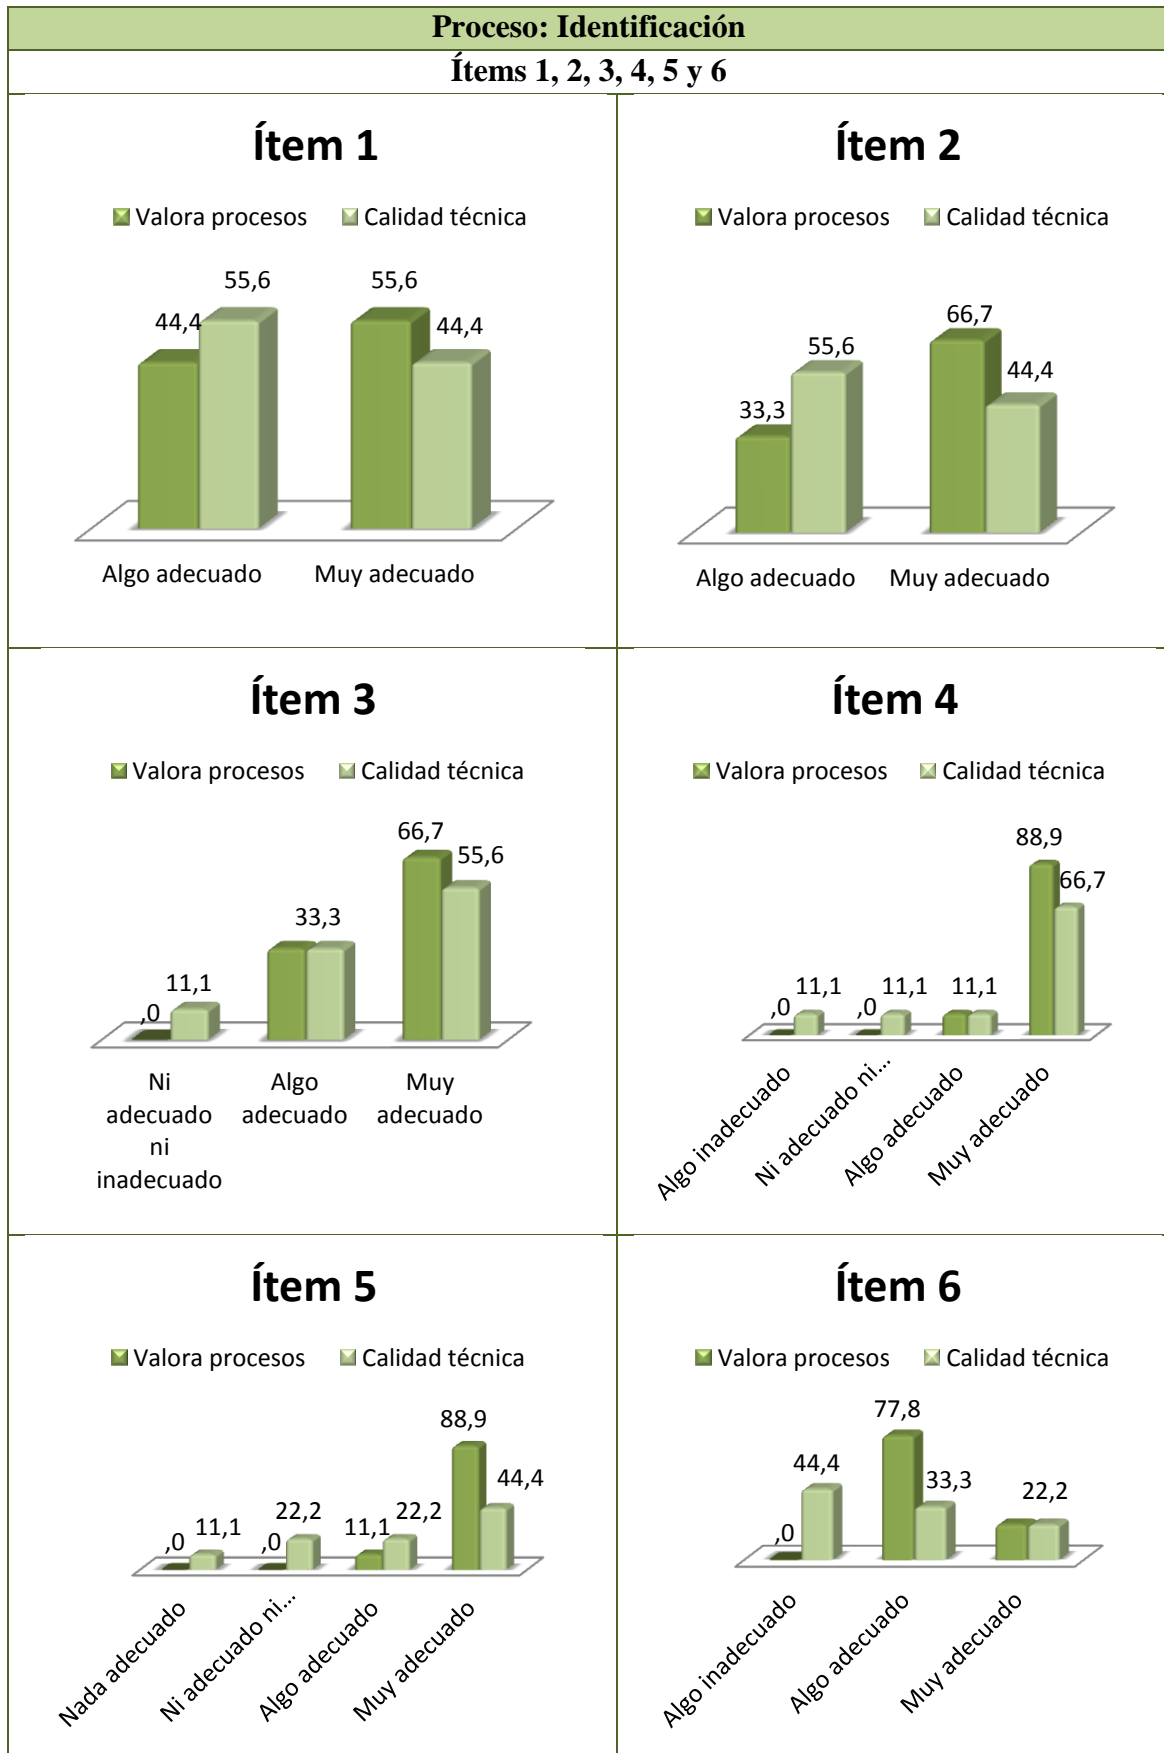 Proceso: Identificación
Ítems 1, 2, 3, 4, 5 y 6
Ítem 1
Valora procesos Calidad técnica
44,4 55,6 55,6 44,4
Algo adecuado Muy adecuado
Ítem 2
Valora procesos Calidad técnica
33,3 55,6 66,7 44,4
Algo adecuado Muy adecuado
Ítem 3
Valora procesos Calidad técnica
,0 11,1 33,3 66,7 55,6
Ni
adecuado
ni
inadecuado
Algo
adecuado
Muy
adecuado
Ítem 4
Valora procesos Calidad técnica
,0 11,1 ,0 11,1 11,1 88,9 66,7
Algo inadecuado
Ni adecuado ni...
Algo adecuado
Muy adecuado
Ítem 5
Valora procesos Calidad técnica
,0 11,1 ,0 22,2 11,1 22,2 88,9 44,4
Nada adecuado
Ni adecuado ni...
Algo adecuado
Muy adecuado
Ítem 6
Valora procesos Calidad técnica
,0 44,4 77,8 33,3 22,2
Algo inadecuado
Algo adecuado
Muy adecuado